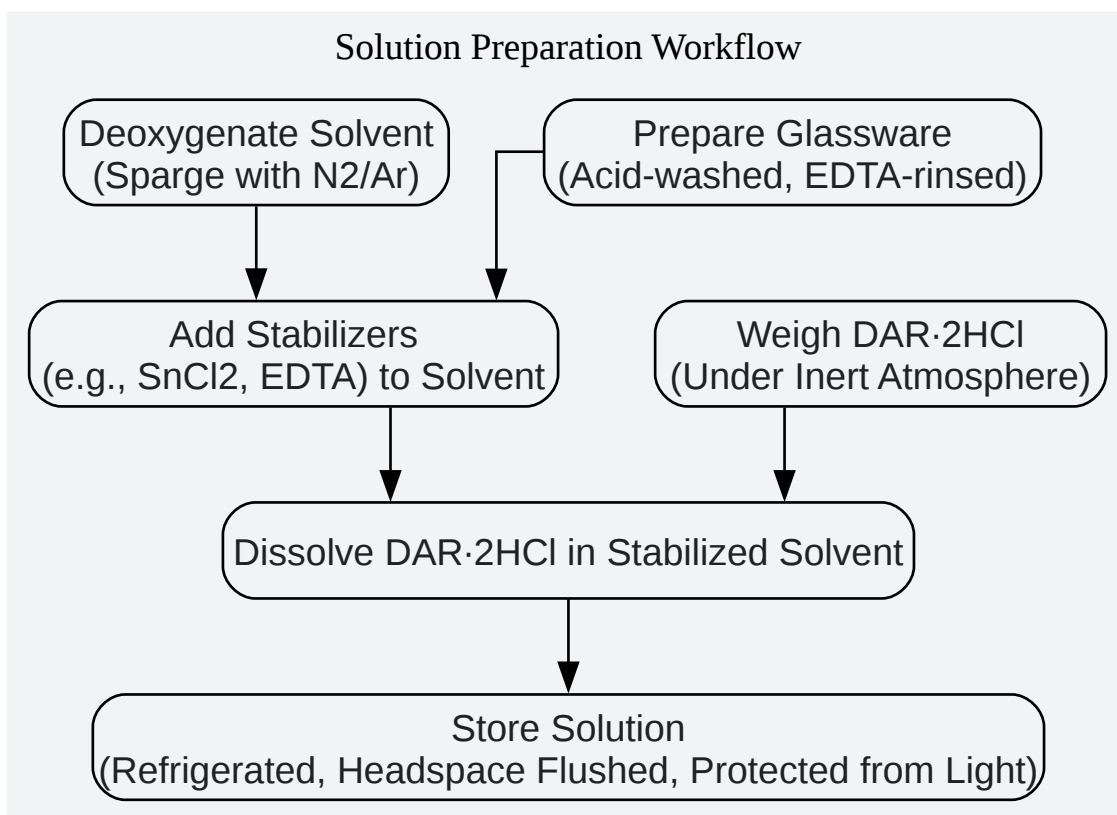 Solution Preparation Workflow
Deoxygenate Solvent
(Sparge with N2/Ar)
Prepare Glassware
(Acid-washed, EDTA-rinsed)
Add Stabilizers
(e.g., SnCl2, EDTA) to Solvent
Weigh DAR·2HCl
(Under Inert Atmosphere)
Dissolve DAR·2HCl in Stabilized Solvent
Store Solution
(Refrigerated, Headspace Flushed, Protected from Light)